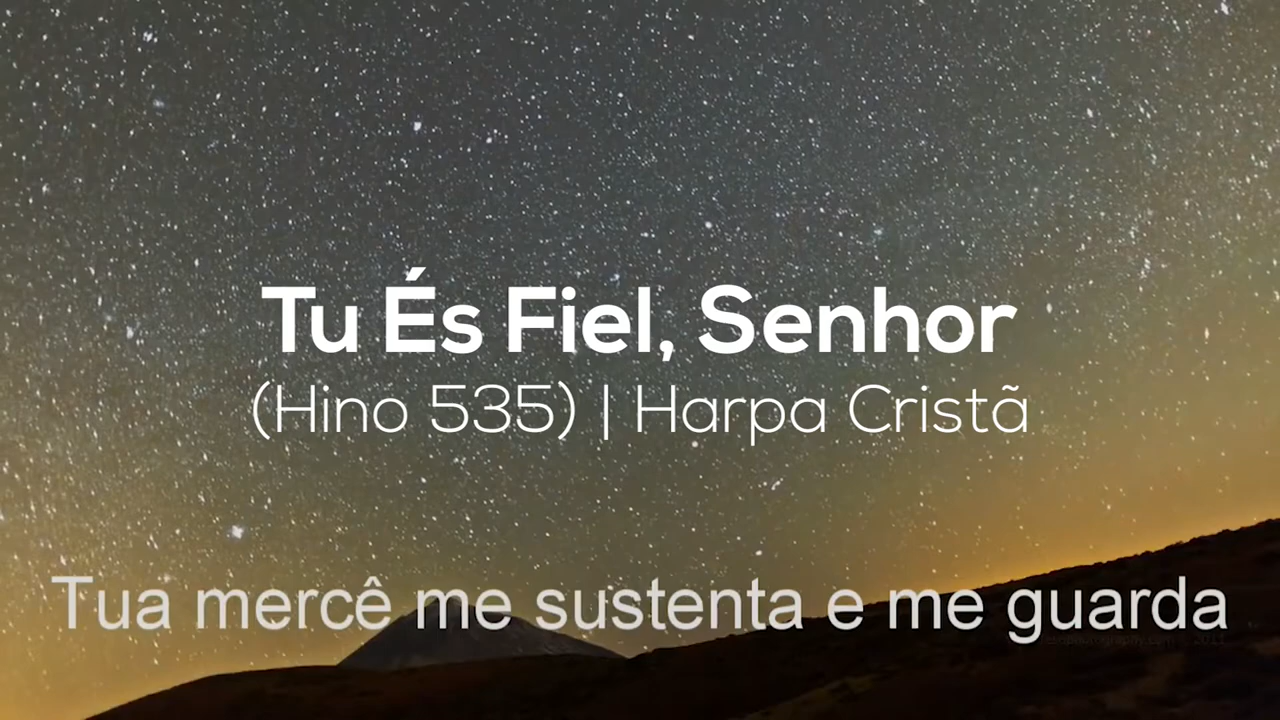 Tu És Fiel, Senhor
(Hino 535) | Harpa Cristã
Tua mercê me sustenta e me guarda